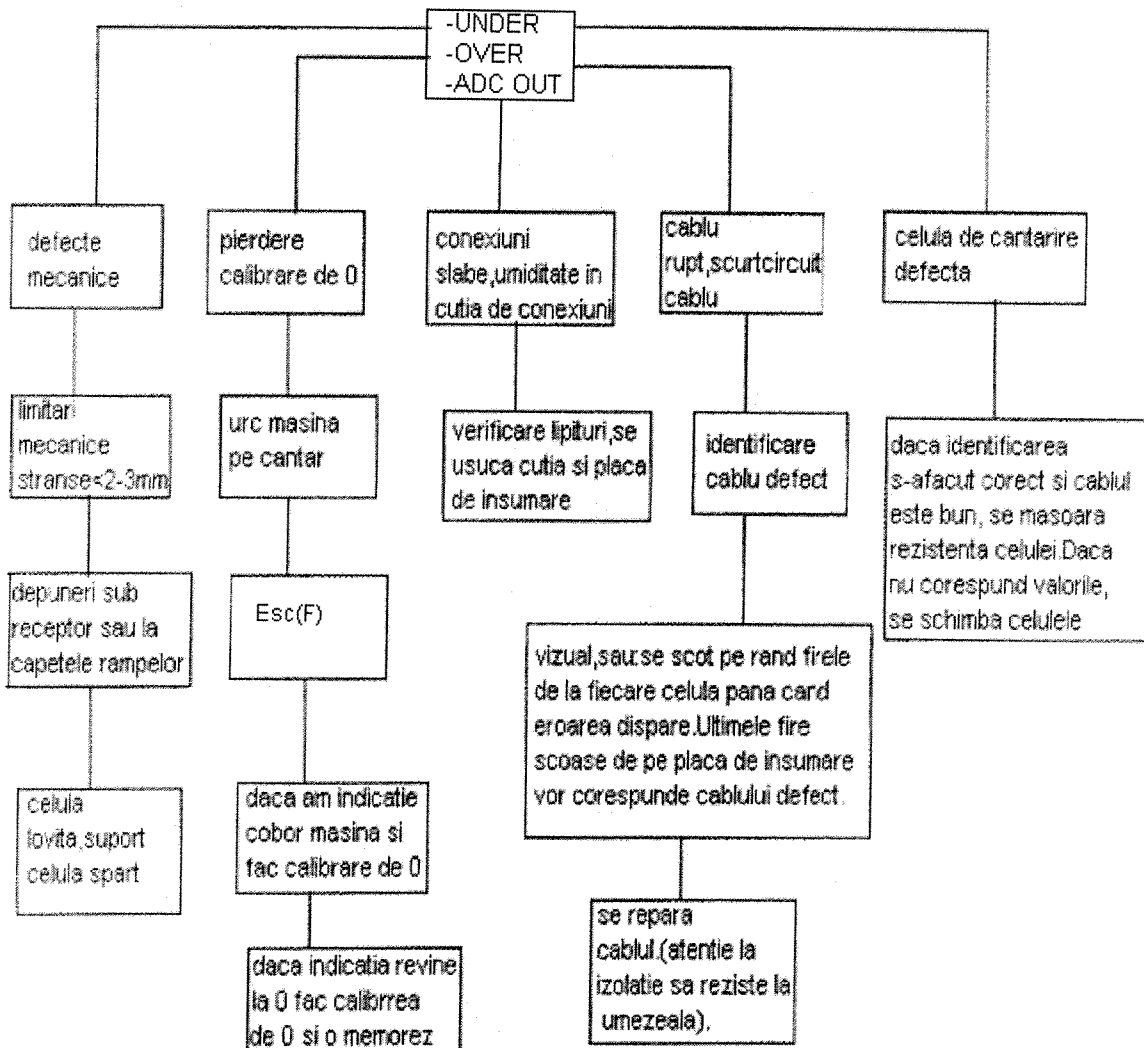 -UNDER
-OVER
-ADC OUT
defecte
mecanice
pierdere
calibrare de 0
conexiuni
slabe,umiditate in
cutia de conexiuni
cablu
rupt,scurtcircuit
cablu
celula de cantarire
defecta
limitari
mecanice
stranse<2-3mm
urc masina
pe cantar
verificare lipituri,se
usuca cutia si placa
de insumare
identificare
cablu defect
daca identificarea
s-afacut corect si cablul
este bun, se masoara
rezistenta celulei.Daca
nu corespund valorile,
se schimba celulele
depuneri sub
receptor sau la
capetele rampelor
Esc(F)
vizual,sau:se scot pe rand firele
de la fiecare celula pana cand
eroarea dispare.Ultimele fire
scoase de pe placa de insumare
vor corespunde cablului defect.
celula
lovita,suport
celula spart
daca am indicatie
cobor masina si
fac calibrare de 0
se repara
cablul.(atentie la
izolatie sa reziste la
umezeala),
daca indicatia revine
la 0 fac calibrrea
de 0 si o memorez